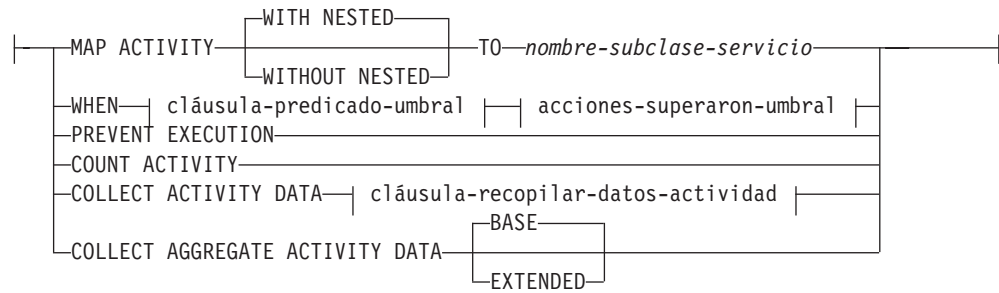 WITH NESTED
MAP ACTIVITY TO nombre-subclase-servicio
WITHOUT NESTED
WHEN cláusula-predicado-umbral acciones-superaron-umbral
PREVENT EXECUTION
COUNT ACTIVITY
COLLECT ACTIVITY DATA cláusula-recopilar-datos-actividad
BASE
COLLECT AGGREGATE ACTIVITY DATA
EXTENDED